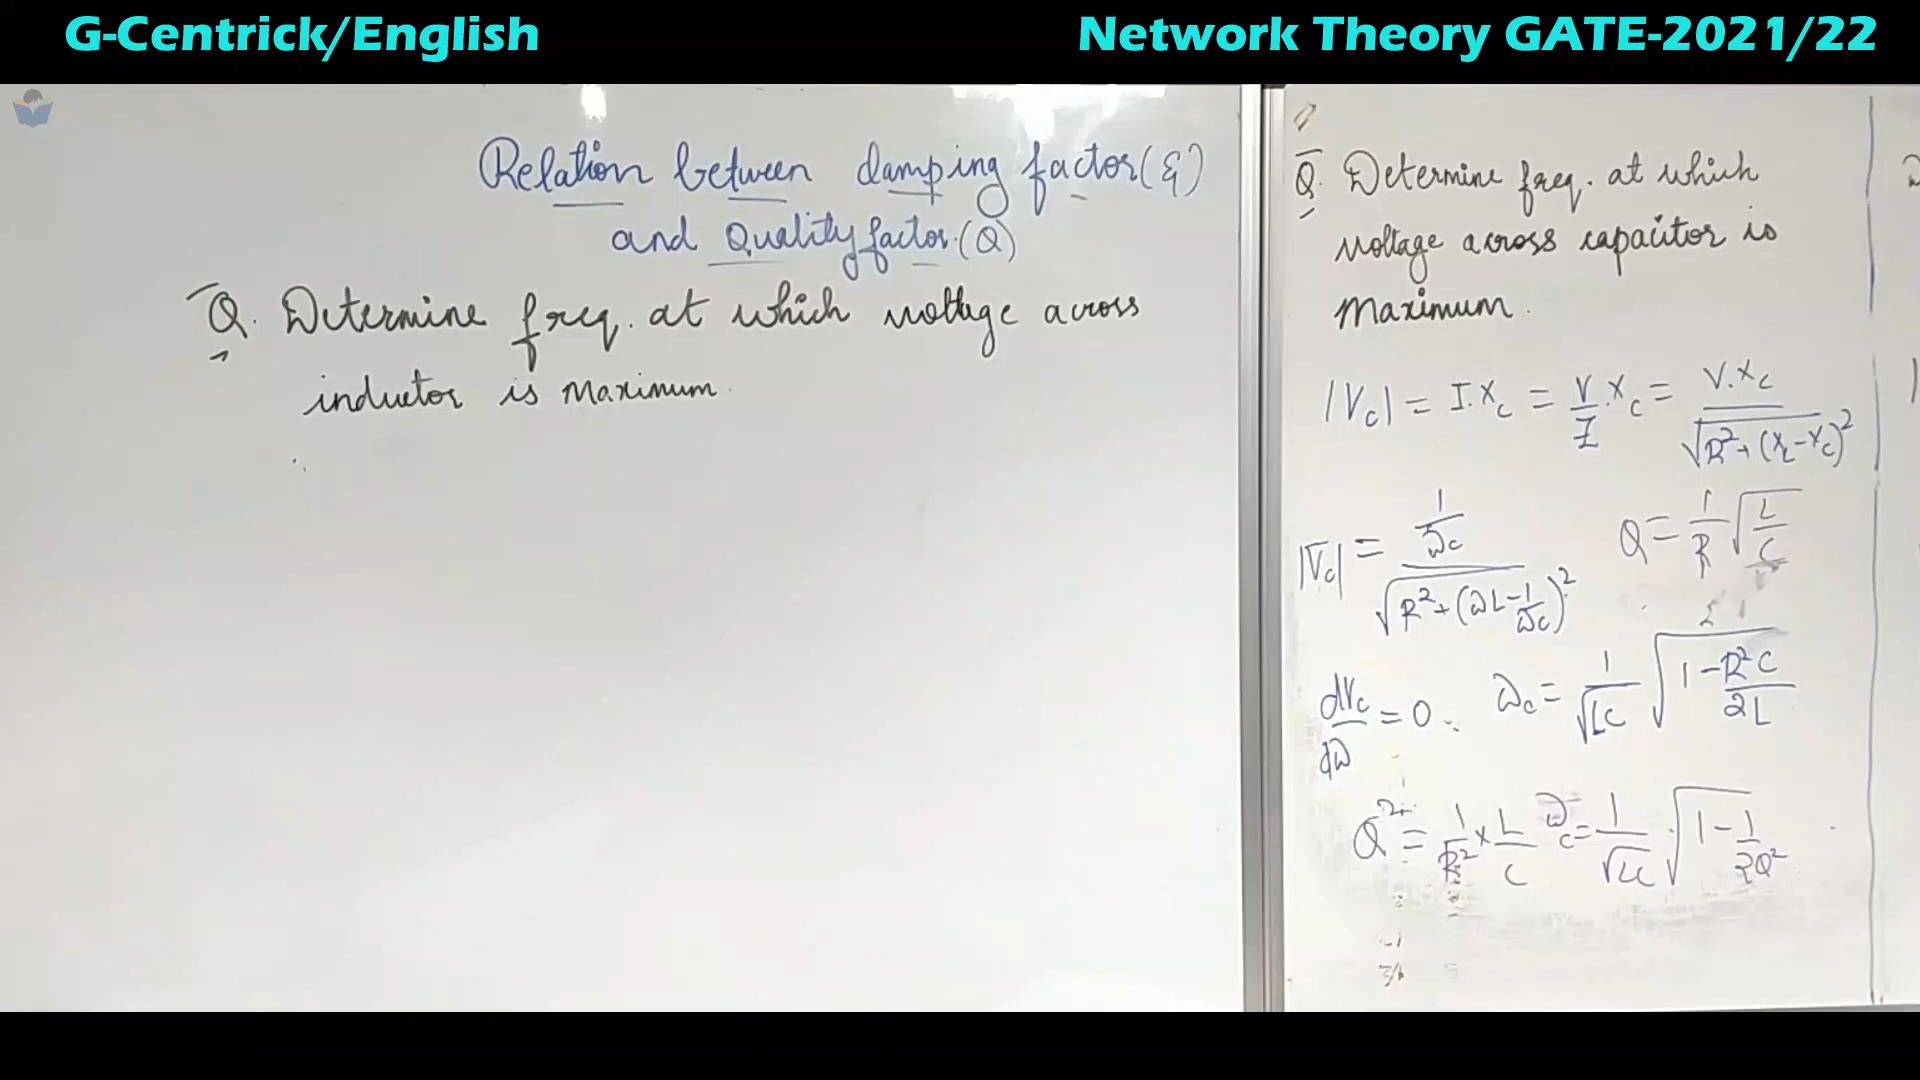 G-Centrick/English
Network Theory GATE-2021/22
Relation between damping factor (ξ)
and Quality factor (Q)
Q. Determine freq. at which voltage across
inductor is maximum.
Q. Determine freq. at which
voltage across capacitor is
maximum.
|Vc| = I.Xc = V/Z . Xc = V.Xc / √(R²+(XL-Xc)²)
|Vc| = (1/ωc) / √(R²+(ωL-1/ωc)²)
Q = 1/R √(L/C)
dVc/dω = 0
ωc = 1/√LC √(1 - R²C/2L)
Q² = 1/R² × L/C
ωc = 1/√LC . √(1 - 1/2Q²)